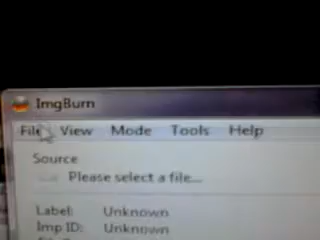 ImgBurn
File View Mode Tools Help
Source
Please select a file...
Label: Unknown
Imp ID: Unknown